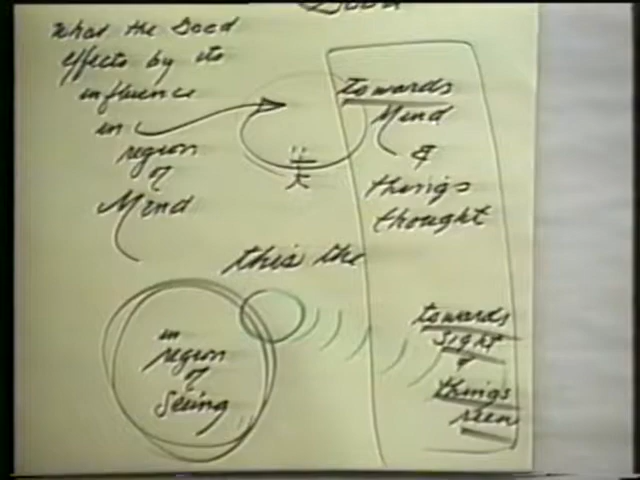 Good
What the Good
effects by its
influence
in
region
of
Mind
towards
Mind
&
things
thought
this the
in
region
of
Seeing
towards
sight
&
things
seen